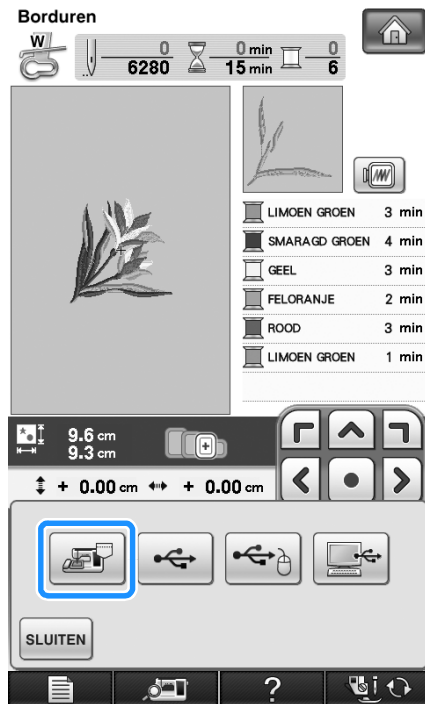 Borduren
W
0 0 min 0
6280 15 min 6
LIMOEN GROEN 3 min
SMARAGD GROEN 4 min
GEEL 3 min
FELORANJE 2 min
ROOD 3 min
LIMOEN GROEN 1 min
9.6 cm
9.3 cm
+ 0.00 cm + 0.00 cm
SLUITEN
?